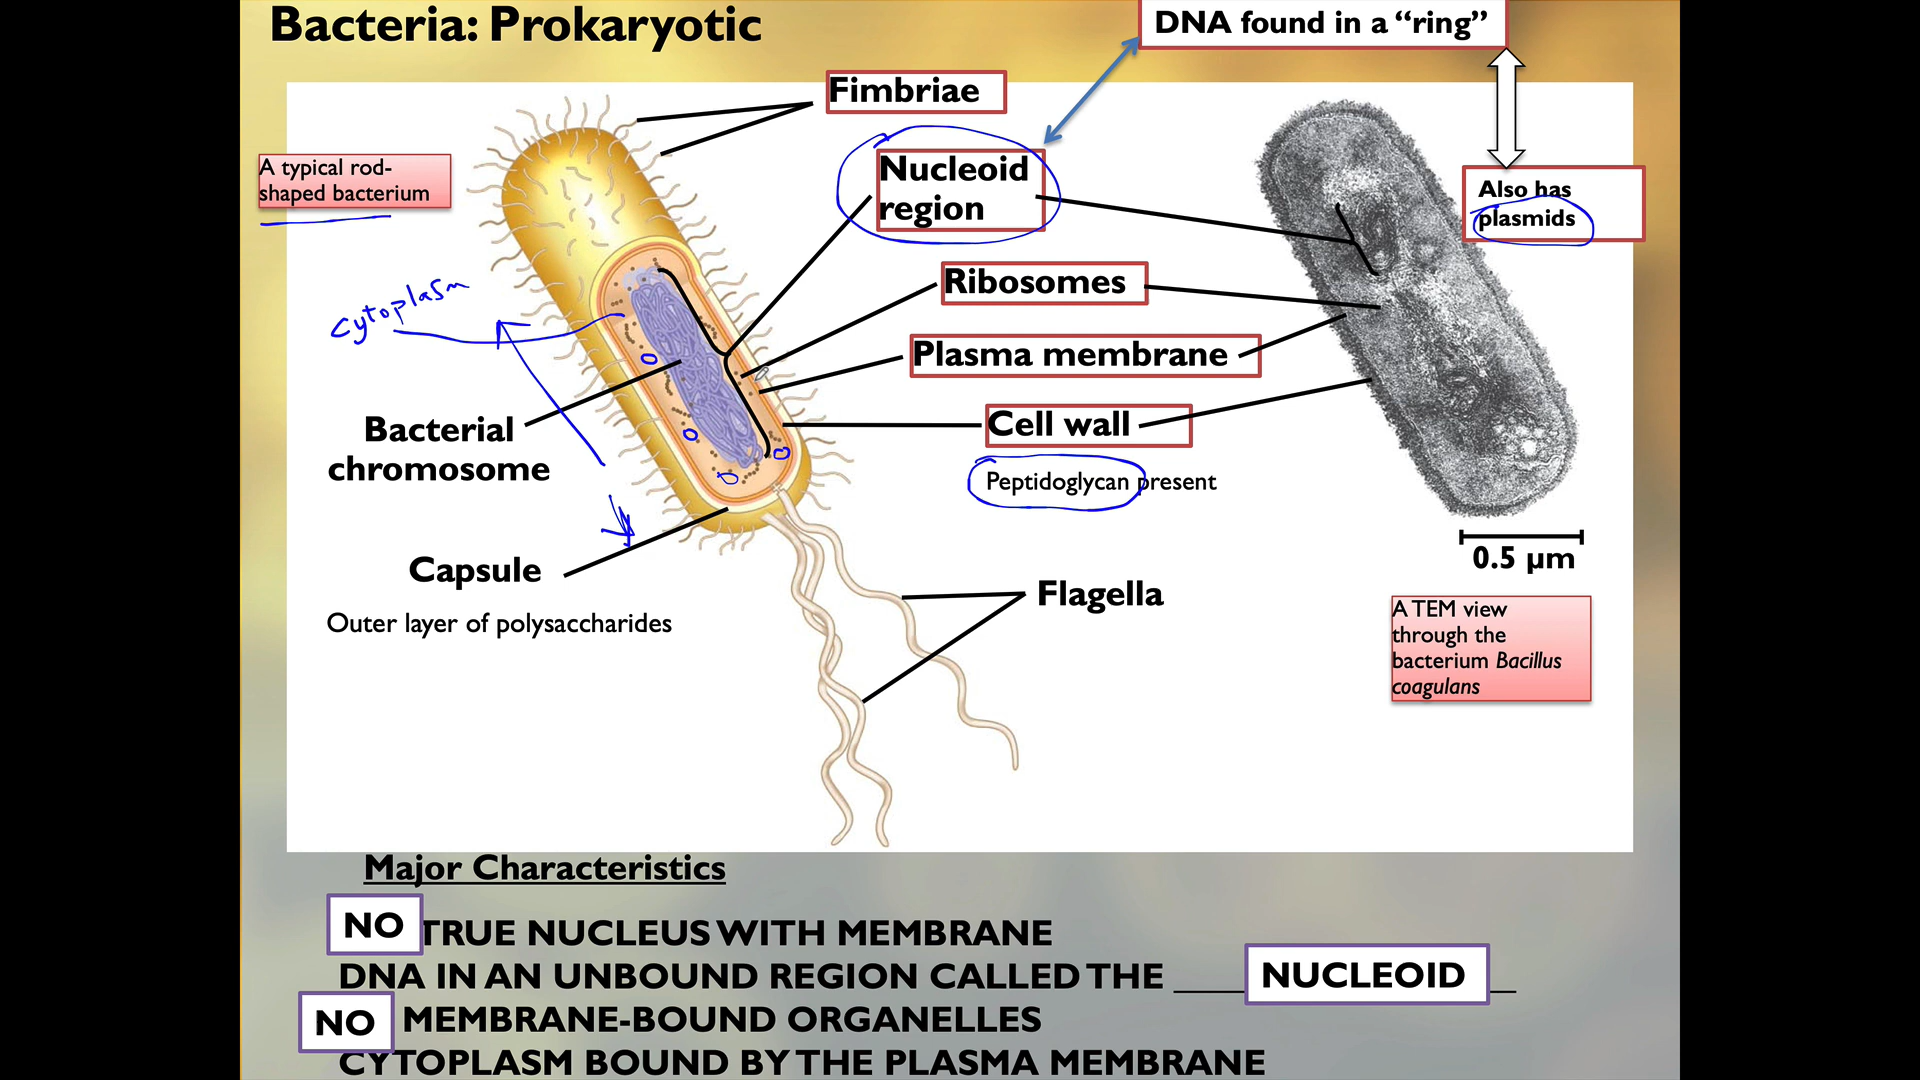 Bacteria: Prokaryotic
DNA found in a “ring”
Fimbriae
A typical rod-
shaped bacterium
Nucleoid
region
Also has
plasmids
Cytoplasm
Ribosomes
Plasma membrane
Bacterial
chromosome
Cell wall
Peptidoglycan present
0.5 µm
Capsule
Outer layer of polysaccharides
Flagella
A TEM view
through the
bacterium Bacillus
coagulans
Major Characteristics
NO TRUE NUCLEUS WITH MEMBRANE
DNA IN AN UNBOUND REGION CALLED THE ____NUCLEOID_
NO MEMBRANE-BOUND ORGANELLES
CYTOPLASM BOUND BY THE PLASMA MEMBRANE